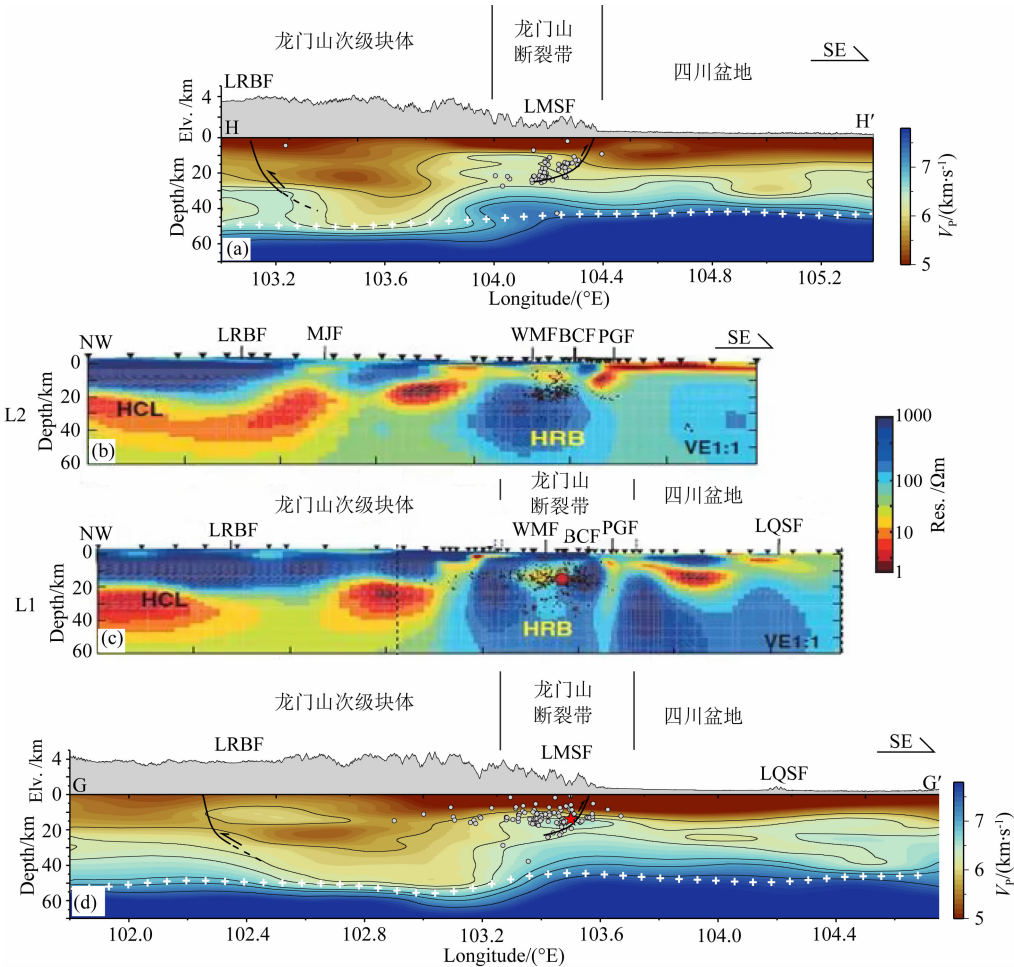 龙门山次级块体
龙门山
断裂带
四川盆地
SE
LRBF
LMSF
Elv. /km
4
0
H
H′
Depth/km
0
20
40
60
(a)
103.2
103.6
104.0
104.4
104.8
105.2
Longitude/(°E)
7
6
5
Vp/(km·s⁻¹)
NW
LRBF
MJF
WMF
BCF
PGF
SE
L2
Depth/km
0
20
40
60
HCL
HRB
VE1:1
(b)
1000
100
10
1
Res. /Ωm
龙门山次级块体
龙门山
断裂带
四川盆地
NW
LRBF
WMF
BCF
PGF
LQSF
L1
Depth/km
0
20
40
60
HCL
HRB
VE1:1
(c)
龙门山次级块体
龙门山
断裂带
四川盆地
SE
LRBF
LMSF
LQSF
Elv. /km
4
0
G
G′
Depth/km
0
20
40
60
(d)
102.0
102.4
102.8
103.2
103.6
104.0
104.4
Longitude/(°E)
7
6
5
Vp/(km·s⁻¹)